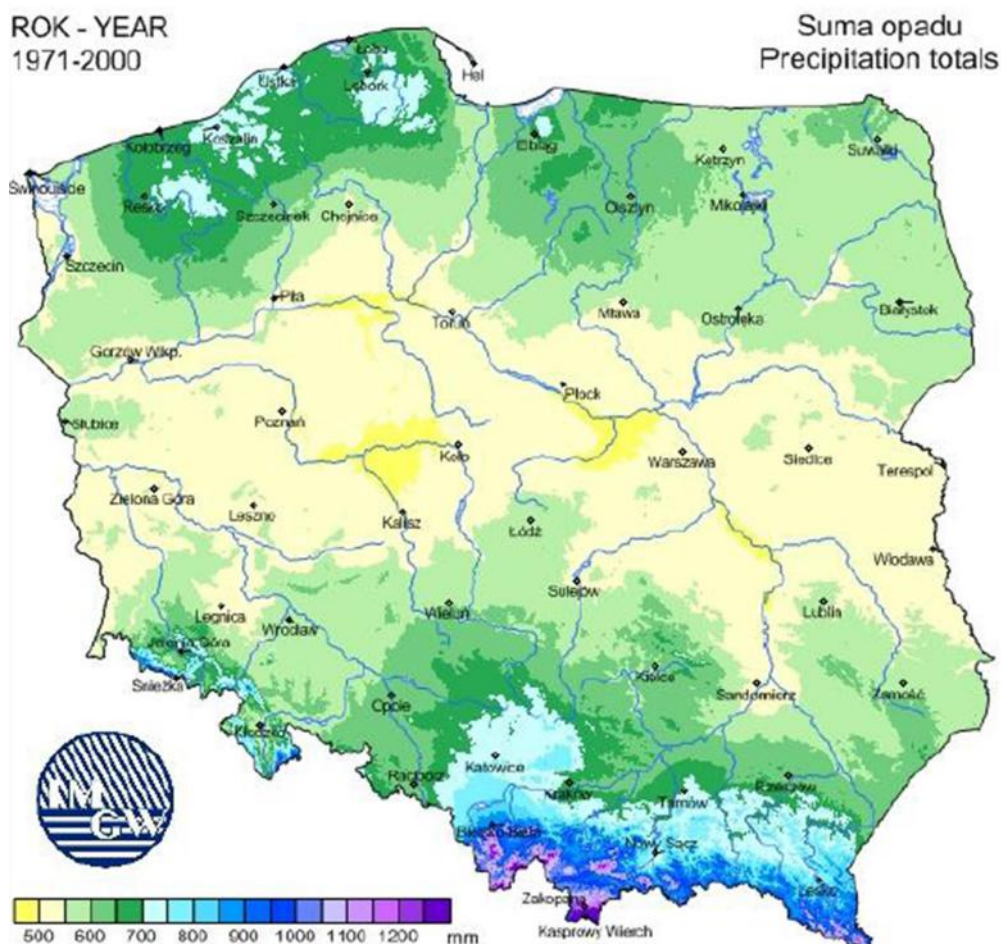 ROK - YEAR
1971-2000
Suma opadu
Precipitation totals
Łeba
Hel
Ustka
Lębork
Koszalin
Kołobrzeg
Elbląg
Suwałki
Kętrzyn
Świnoujście
Resko
Szczecinek
Chojnice
Olsztyn
Mikołajki
Szczecin
Piła
Toruń
Mława
Ostrołęka
Białystok
Gorzów Wlkp.
Płock
Słubice
Poznań
Koło
Warszawa
Siedlce
Terespol
Zielona Góra
Leszno
Kalisz
Łódź
Włodawa
Sulejów
Legnica
Wieluń
Lublin
Wrocław
Jelenia Góra
Kielce
Śnieżka
Opole
Sandomierz
Zamość
Kłodzko
Katowice
Racibórz
Kraków
Tarnów
Rzeszów
IMGW
Bielsko Biała
Nowy Sącz
Lesko
Zakopane
Kasprowy Wierch
500 600 700 800 900 1000 1100 1200 mm